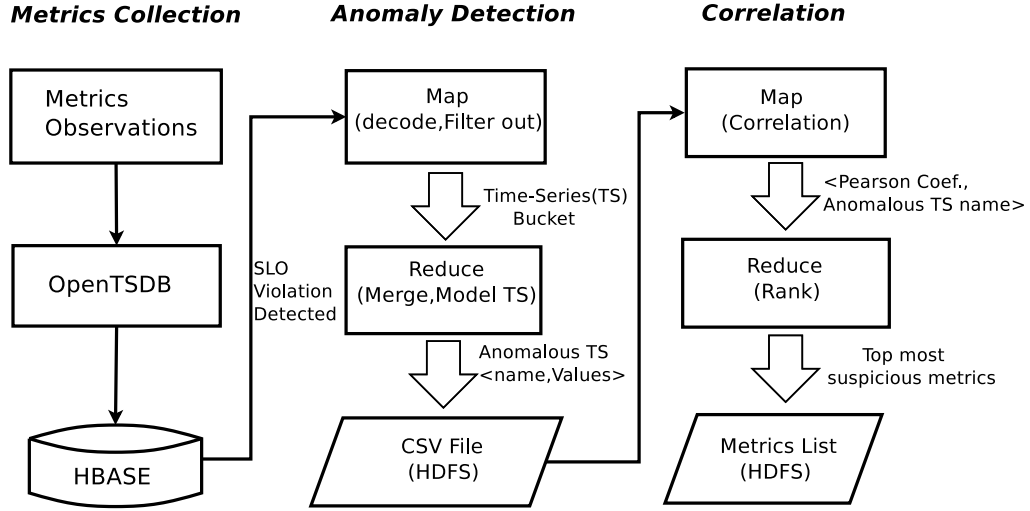 Metrics Collection
Anomaly Detection
Correlation
Metrics
Observations
OpenTSDB
HBASE
SLO
Violation
Detected
Map
(decode,Filter out)
Time-Series(TS)
Bucket
Reduce
(Merge,Model TS)
Anomalous TS
<name,Values>
CSV File
(HDFS)
Map
(Correlation)
<Pearson Coef.,
Anomalous TS name>
Reduce
(Rank)
Top most
suspicious metrics
Metrics List
(HDFS)